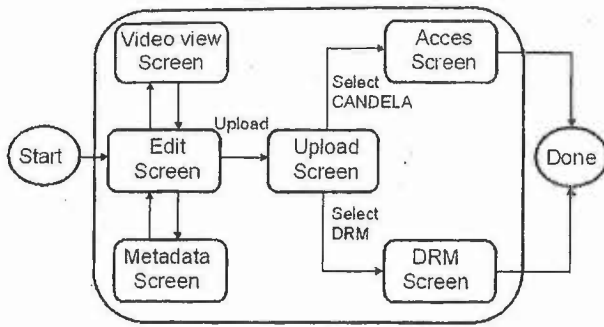 Video view
Screen
Acces
Screen
Select
CANDELA
Upload
Start
Edit
Screen
Upload
Screen
Done
Select
DRM
Metadata
Screen
DRM
Screen